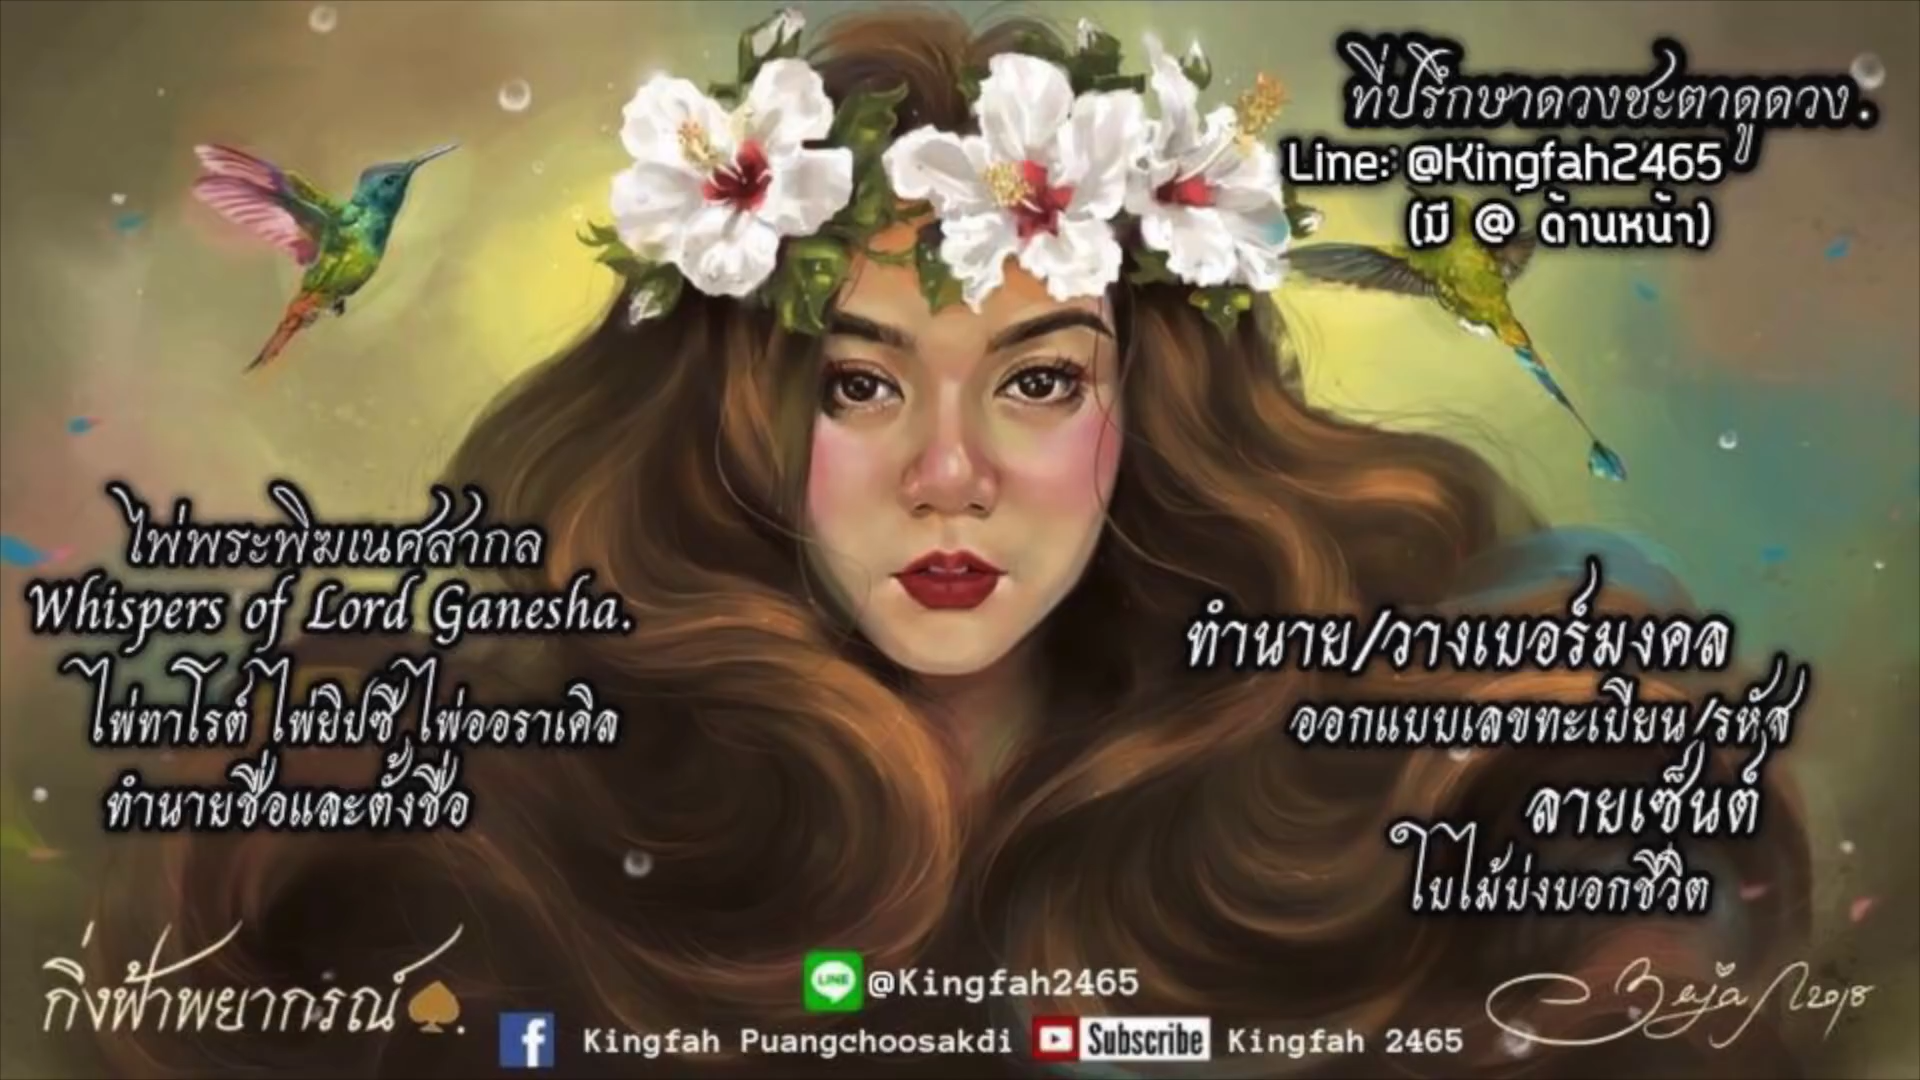 ที่ปรึกษาดวงชะตาดูดวง.
Line: @Kingfah2465
(มี @ ด้านหน้า)
ไพ่พระพิฆเนศสากล
Whispers of Lord Ganesha.
ไพ่ทาโรต์ ไพ่ยิปซี ไพ่ออราเคิล
ทำนายชื่อและตั้งชื่อ
ทำนาย/วางเบอร์มงคล
ออกแบบเลขทะเบียน/รหัส
ลายเซ็นต์
ใบไม้บ่งบอกชีวิต
กิ่งฟ้าพยากรณ์
LINE @Kingfah2465
f Kingfah Puangchoosakdi Subscribe Kingfah 2465
2018